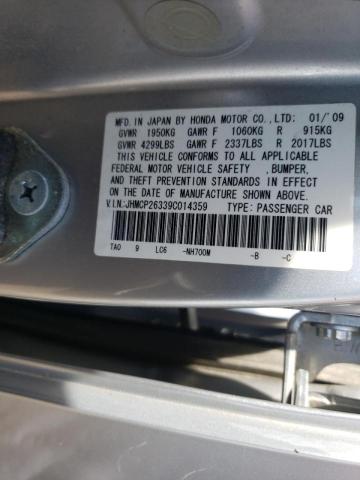 MFD. IN JAPAN BY HONDA MOTOR CO., LTD: 01/'09
GVWR 1950KG GAWR F 1060KG R 915KG
GVWR 4299LBS GAWR F 2337LBS R 2017LBS
THIS VEHICLE CONFORMS TO ALL APPLICABLE
FEDERAL MOTOR VEHICLE SAFETY ,BUMPER,
AND THEFT PREVENTION STANDARDS IN EFFECT
ON THE DATE OF MANUFACTURE SHOWN ABOVE.
V.I.N:JHMCP26339C014359 TYPE: PASSENGER CAR
TA0 9 LC6 -NH700M -B -C